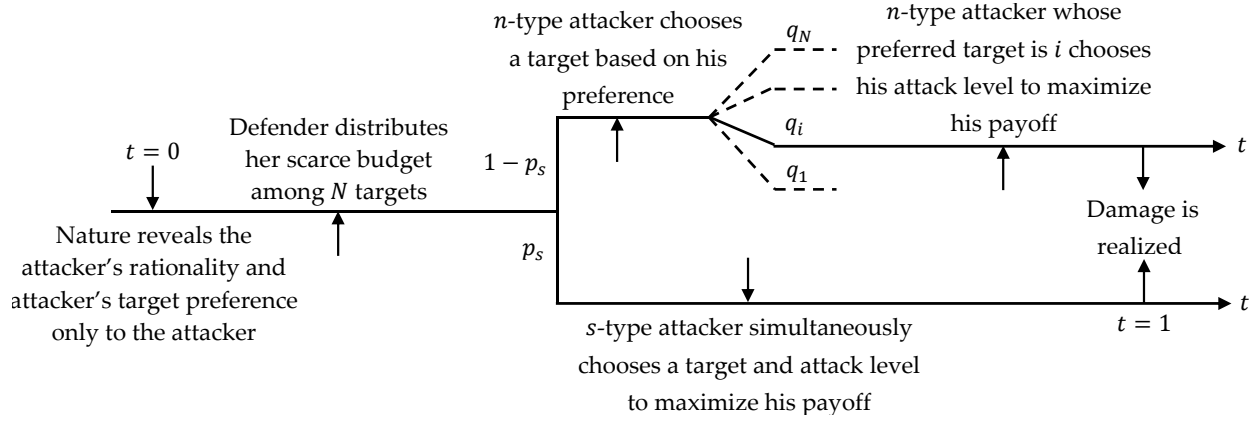 n-type attacker chooses
a target based on his
preference
q_N
q_i
q_1
n-type attacker whose
preferred target is i chooses
his attack level to maximize
his payoff
t
t = 0
Defender distributes
her scarce budget
among N targets
1 − p_s
p_s
Nature reveals the
attacker's rationality and
attacker's target preference
only to the attacker
Damage is
realized
t
t = 1
s-type attacker simultaneously
chooses a target and attack level
to maximize his payoff